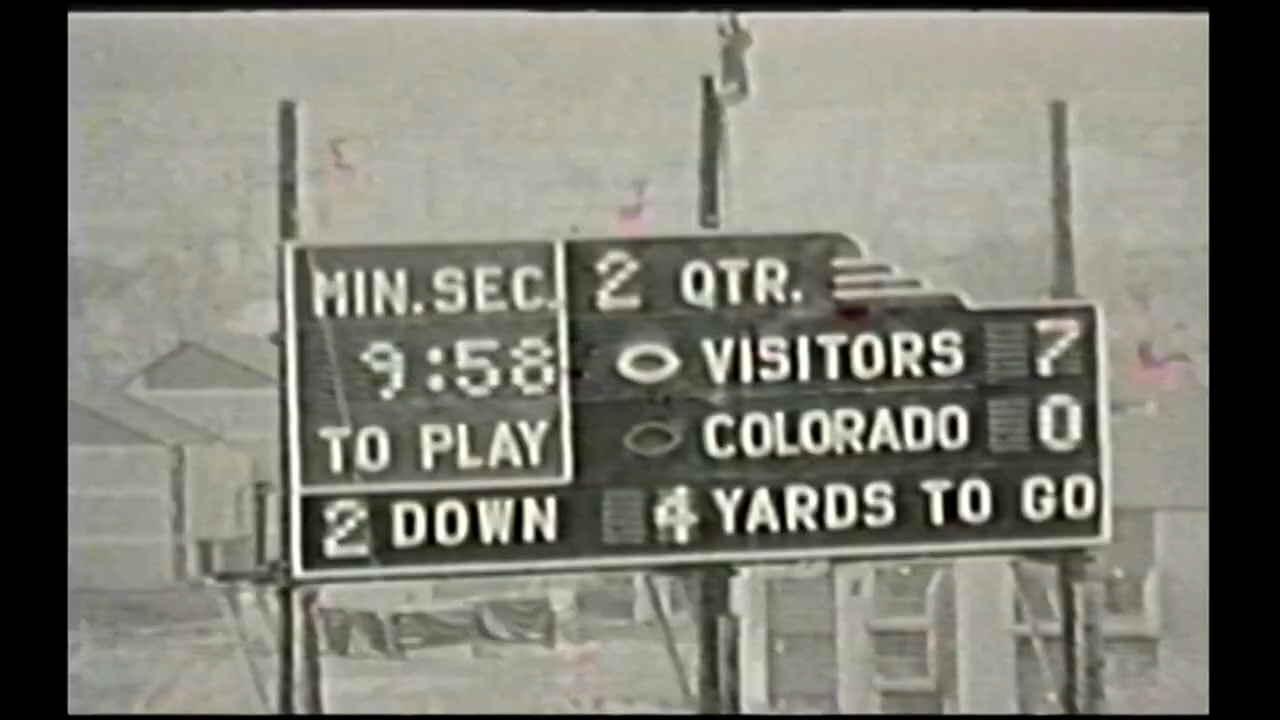 MIN.SEC. 2 QTR.
9:58 VISITORS 7
TO PLAY COLORADO 0
2 DOWN 4 YARDS TO GO